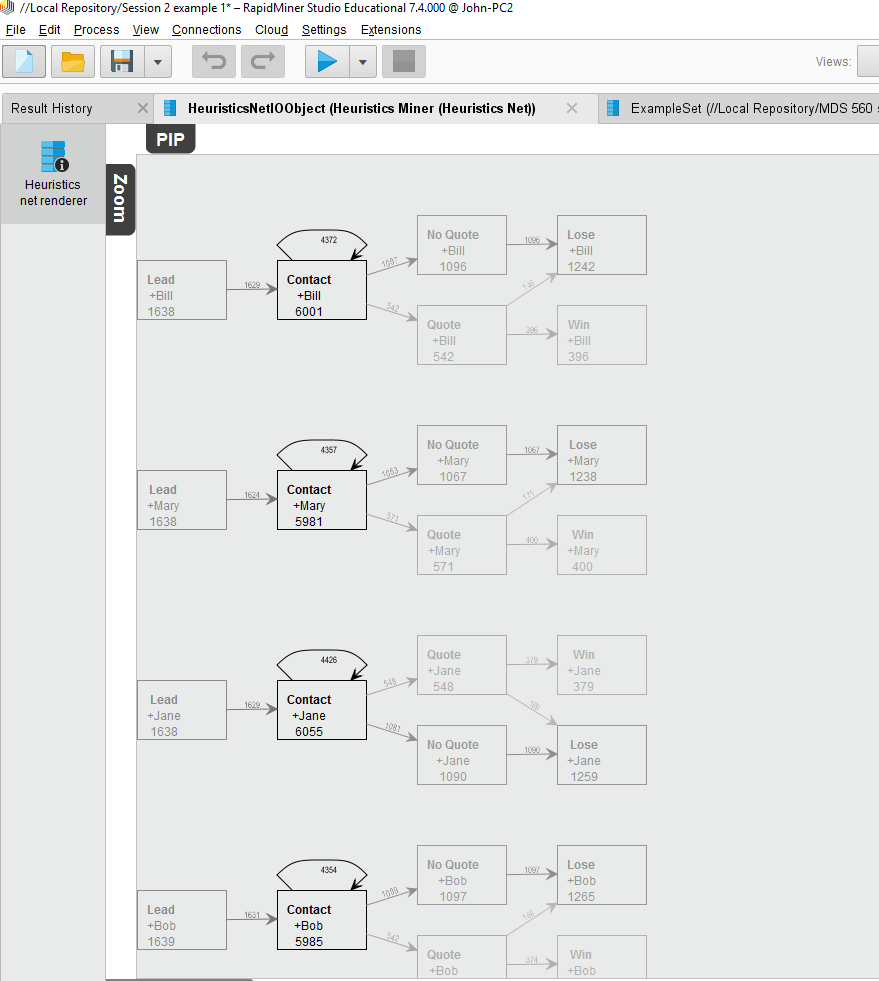 //Local Repository/Session 2 example 1* – RapidMiner Studio Educational 7.4.000 @ John-PC2
File Edit Process View Connections Cloud Settings Extensions
Views:
Result History
HeuristicsNetIOObject (Heuristics Miner (Heuristics Net))
ExampleSet (//Local Repository/MDS 560
PIP
Zoom
Heuristics
net renderer
Lead
+Bill
1638
1629
4372
Contact
+Bill
6001
1097
542
No Quote
+Bill
1096
1096
Lose
+Bill
1242
Quote
+Bill
542
146
396
Win
+Bill
396
Lead
+Mary
1638
1624
4357
Contact
+Mary
5981
1053
571
No Quote
+Mary
1067
1067
Lose
+Mary
1238
Quote
+Mary
571
171
400
Win
+Mary
400
Lead
+Jane
1638
1629
4426
Contact
+Jane
6055
548
1081
Quote
+Jane
548
379
Win
+Jane
379
No Quote
+Jane
1090
1090
Lose
+Jane
1259
Lead
+Bob
1639
1631
4354
Contact
+Bob
5985
542
No Quote
+Bob
1097
1097
Lose
+Bob
1265
Quote
+Bob
374
Win
+Bob